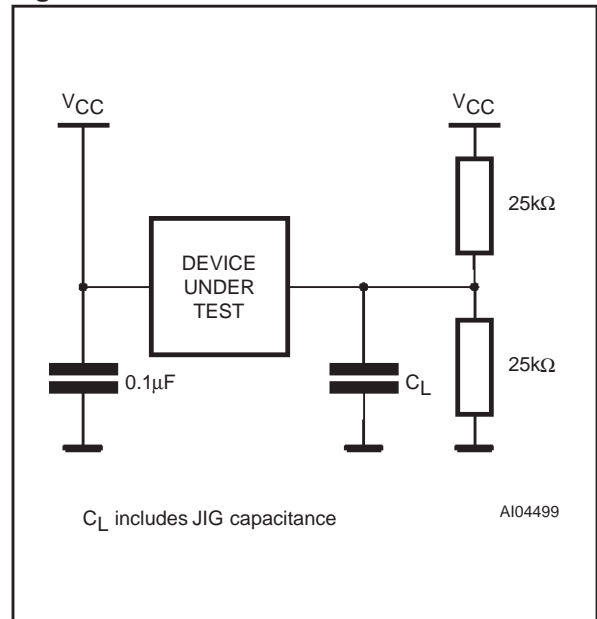 VCC
VCC
25kΩ
DEVICE
UNDER
TEST
0.1μF
CL
25kΩ
CL includes JIG capacitance
AI04499